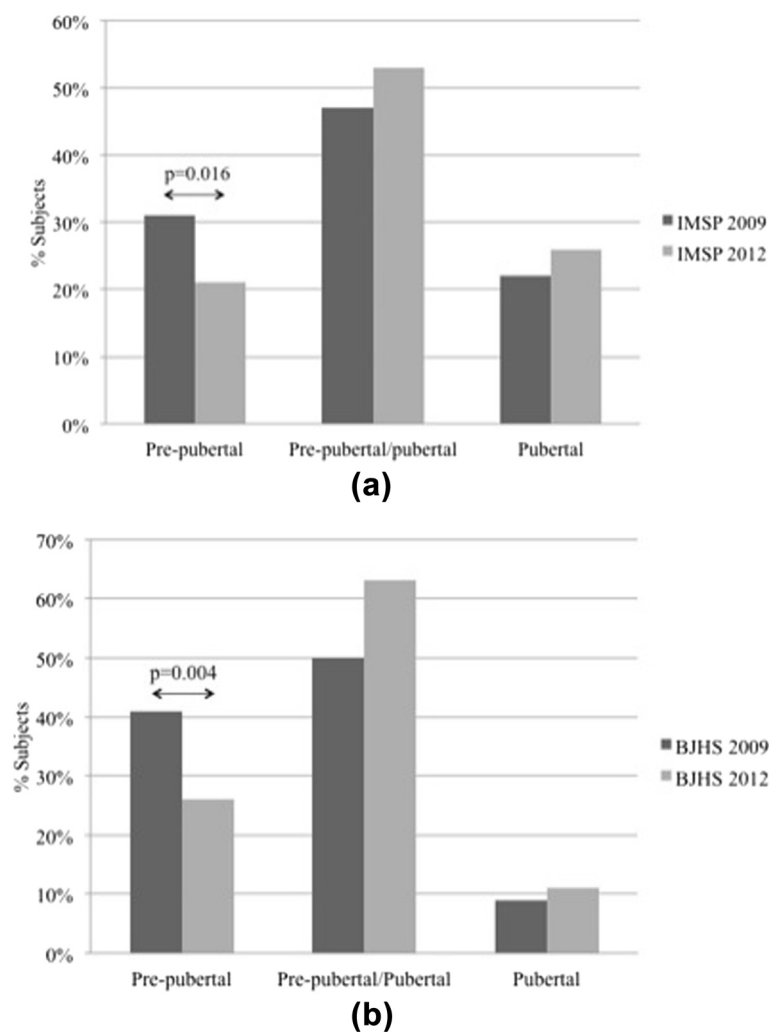 60%
50%
40%
30%
20%
10%
0%
% Subjects
p=0.016
IMSP 2009
IMSP 2012
Pre-pubertal
Pre-pubertal/pubertal
Pubertal
(a)
70%
60%
50%
40%
30%
20%
10%
0%
% Subjects
p=0.004
BJHS 2009
BJHS 2012
Pre-pubertal
Pre-pubertal/Pubertal
Pubertal
(b)